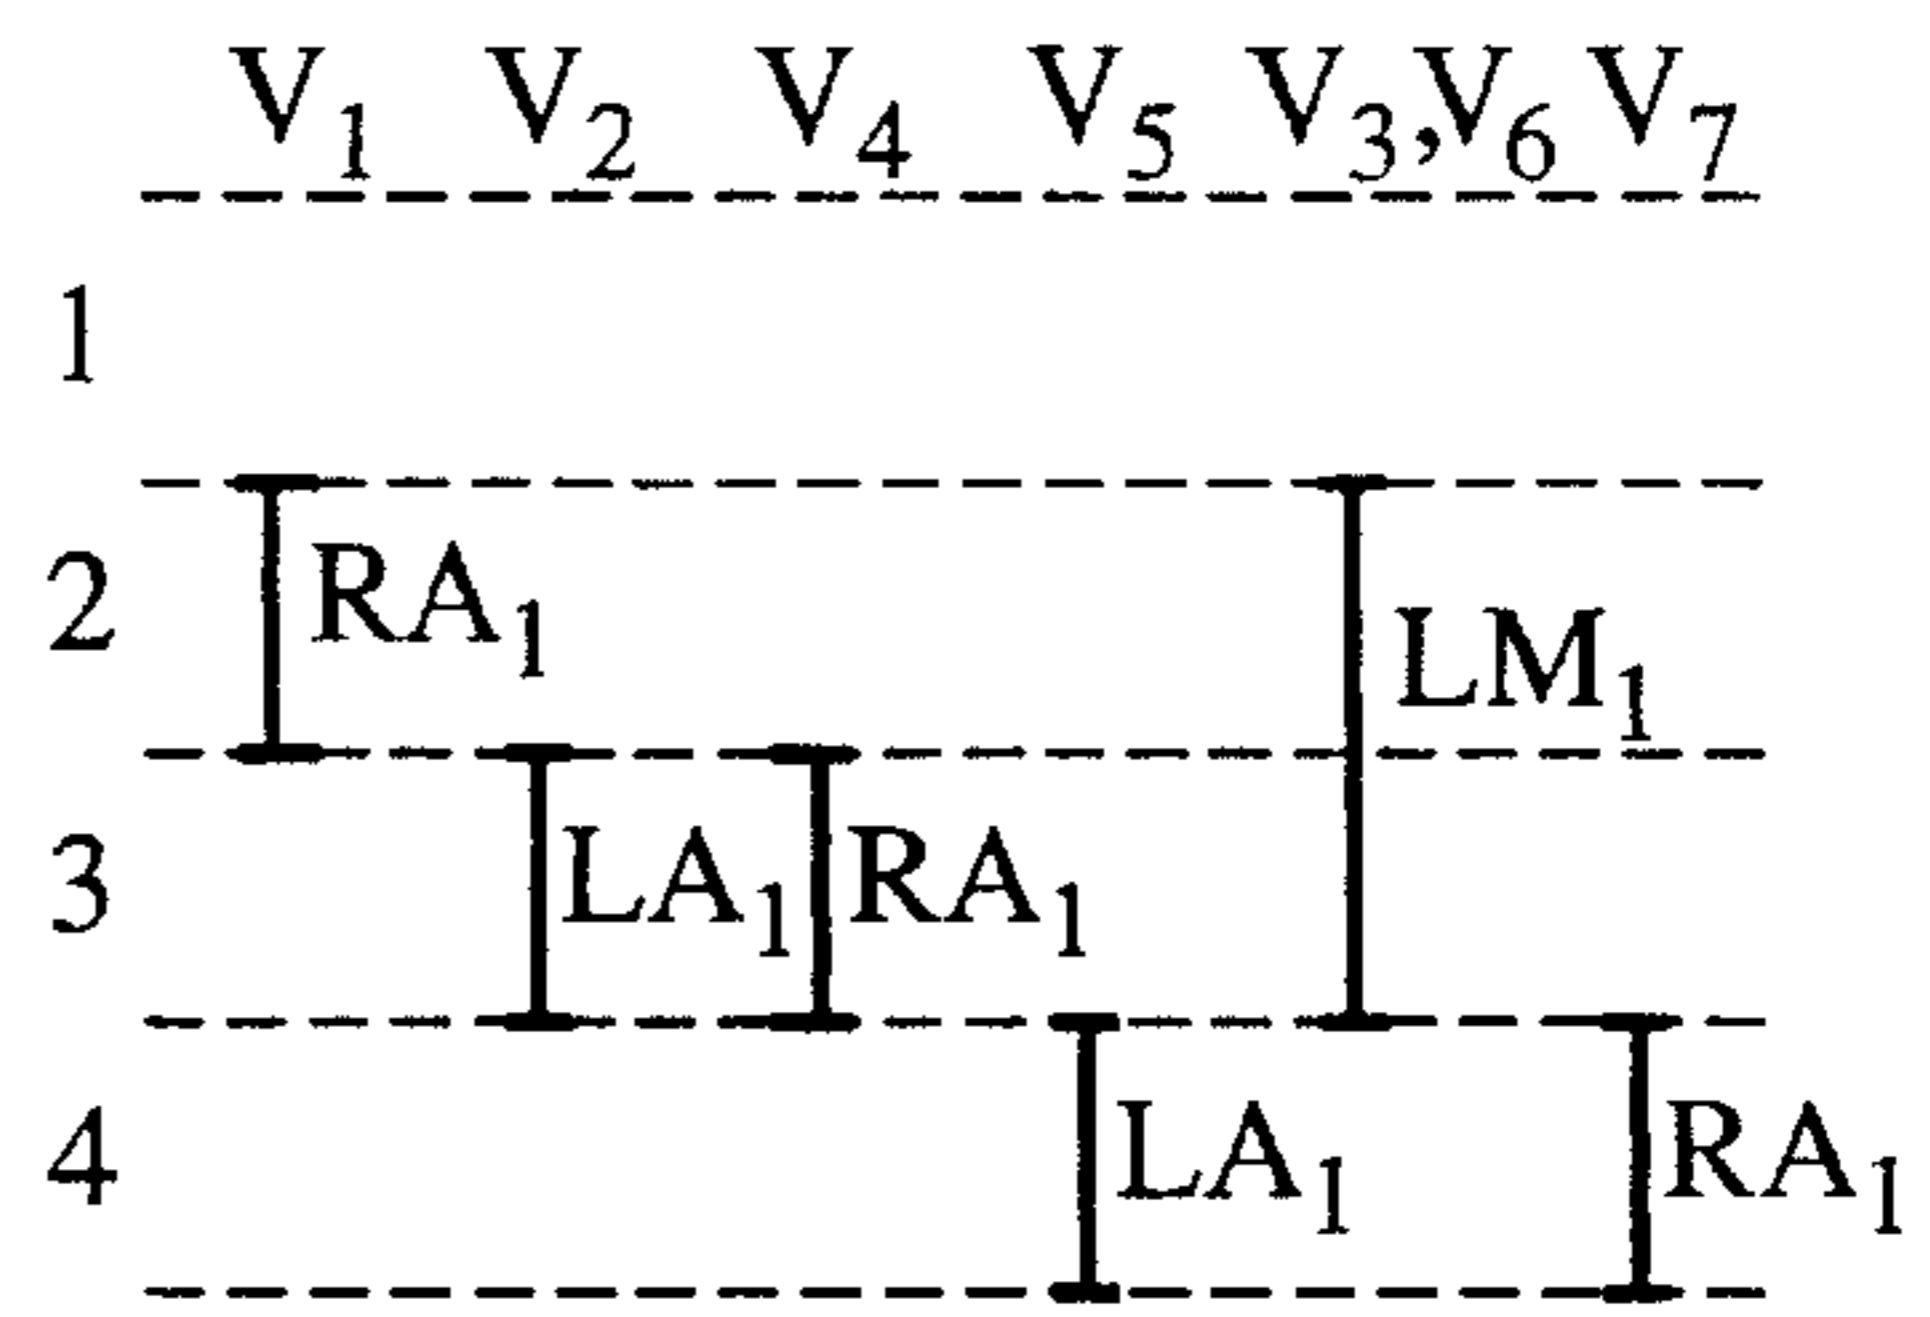 V₁ V₂ V₄ V₅ V₃,V₆ V₇
1
2 RA₁ LM₁
3 LA₁ RA₁
4 LA₁ RA₁